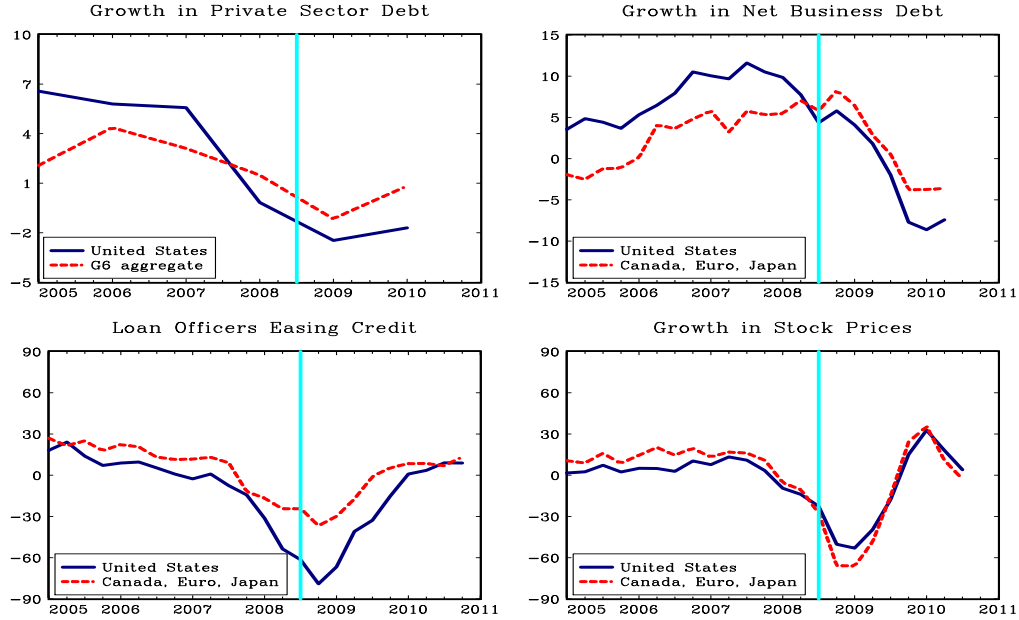 Growth in Private Sector Debt
10
7
4
1
−2
−5
United States
G6 aggregate
2005 2006 2007 2008 2009 2010 2011
Growth in Net Business Debt
15
10
5
0
−5
−10
−15
United States
Canada, Euro, Japan
2005 2006 2007 2008 2009 2010 2011
Loan Officers Easing Credit
90
60
30
0
−30
−60
−90
United States
Canada, Euro, Japan
2005 2006 2007 2008 2009 2010 2011
Growth in Stock Prices
90
60
30
0
−30
−60
−90
United States
Canada, Euro, Japan
2005 2006 2007 2008 2009 2010 2011